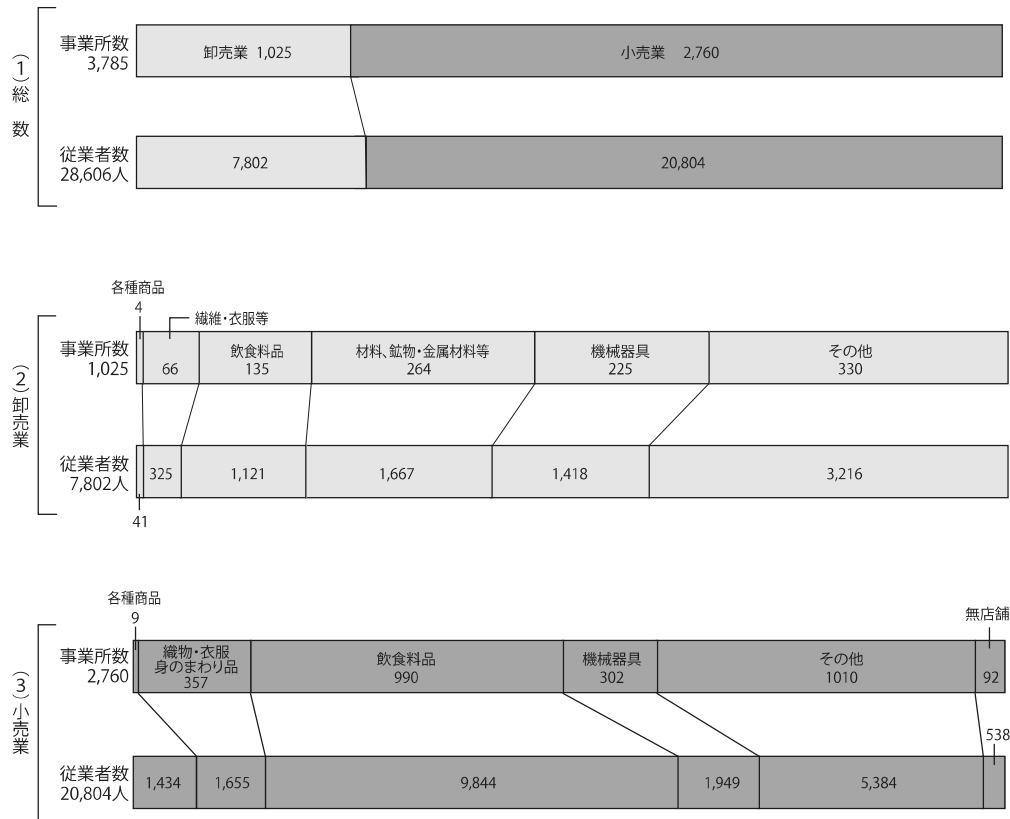 (1)総 数
事業所数
3,785
卸売業 1,025
小売業 2,760
従業者数
28,606人
7,802
20,804
(2)卸売業
各種商品
4
繊維・衣服等
事業所数
1,025
66
飲食料品
135
材料、鉱物・金属材料等
264
機械器具
225
その他
330
従業者数
7,802人
325
1,121
1,667
1,418
3,216
41
(3)小売業
各種商品
9
無店舗
事業所数
2,760
織物・衣服
身のまわり品
357
飲食料品
990
機械器具
302
その他
1010
92
538
従業者数
20,804人
1,434
1,655
9,844
1,949
5,384